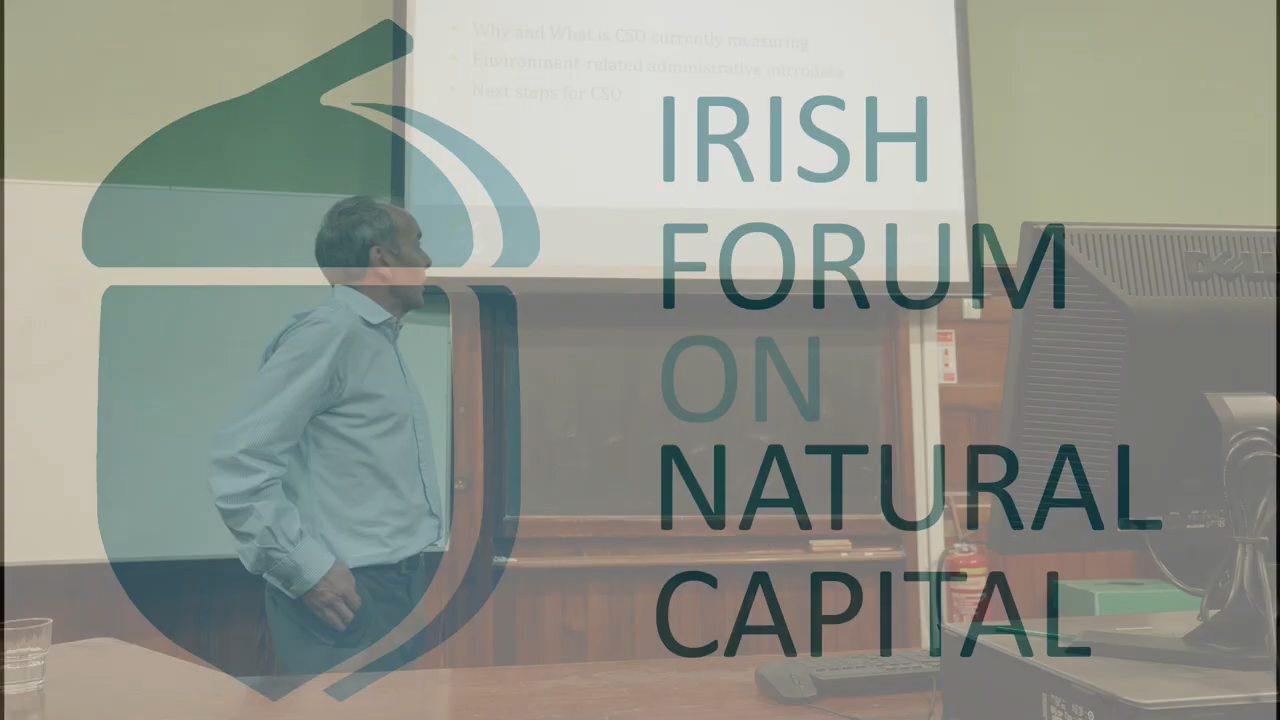 Why and What is CSO currently measuring
Environment-related administrative microdata
Next steps for CSO
IRISH
FORUM
ON
NATURAL
CAPITAL
DELL